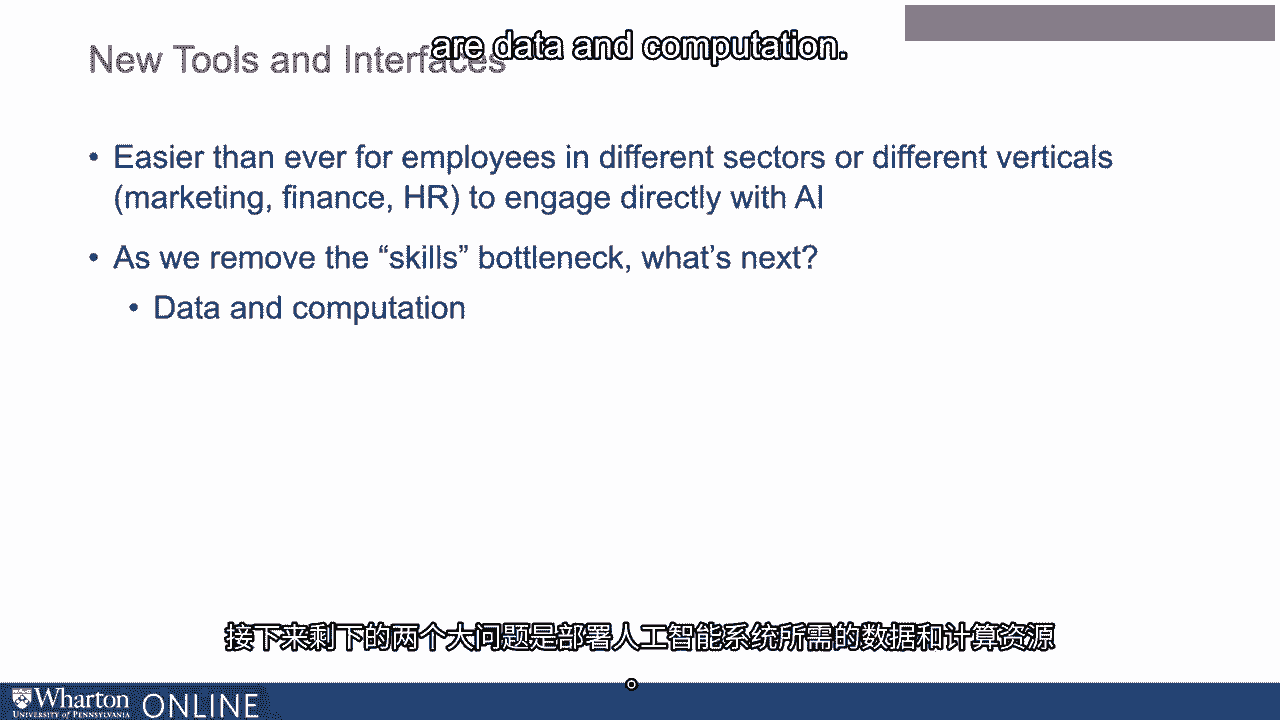 are data and computation.
New Tools and Interfaces
• Easier than ever for employees in different sectors or different verticals
(marketing, finance, HR) to engage directly with AI
• As we remove the “skills” bottleneck, what’s next?
• Data and computation
接下来剩下的两个大问题是部署人工智能系统所需的数据和计算资源
Wharton ONLINE
UNIVERSITY of PENNSYLVANIA